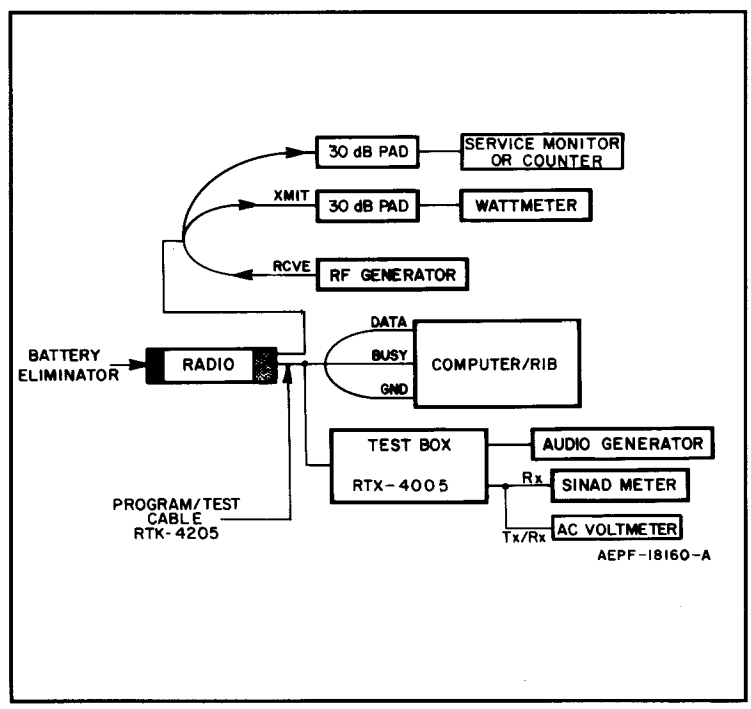 30 dB PAD
SERVICE MONITOR
OR COUNTER
XMIT
30 dB PAD
WATTMETER
RCVE
RF GENERATOR
DATA
BATTERY
ELIMINATOR
RADIO
BUSY
COMPUTER/RIB
GND
TEST BOX
RTX-4005
AUDIO GENERATOR
Rx
SINAD METER
PROGRAM/TEST
CABLE
RTK-4205
Tx/Rx
AC VOLTMETER
AEPF-18160-A